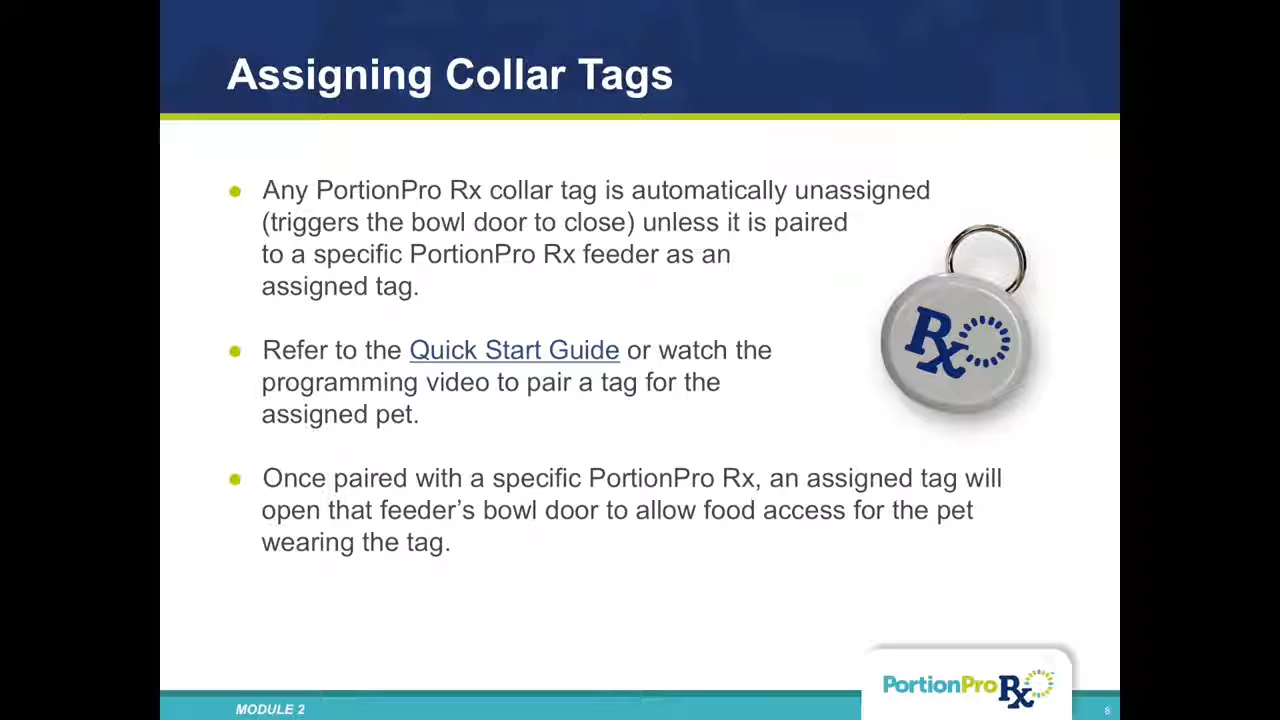 Assigning Collar Tags
Any PortionPro Rx collar tag is automatically unassigned
(triggers the bowl door to close) unless it is paired
to a specific PortionPro Rx feeder as an
assigned tag.
Rx
Refer to the Quick Start Guide or watch the
programming video to pair a tag for the
assigned pet.
Once paired with a specific PortionPro Rx, an assigned tag will
open that feeder’s bowl door to allow food access for the pet
wearing the tag.
PortionPro Rx
MODULE 2
8